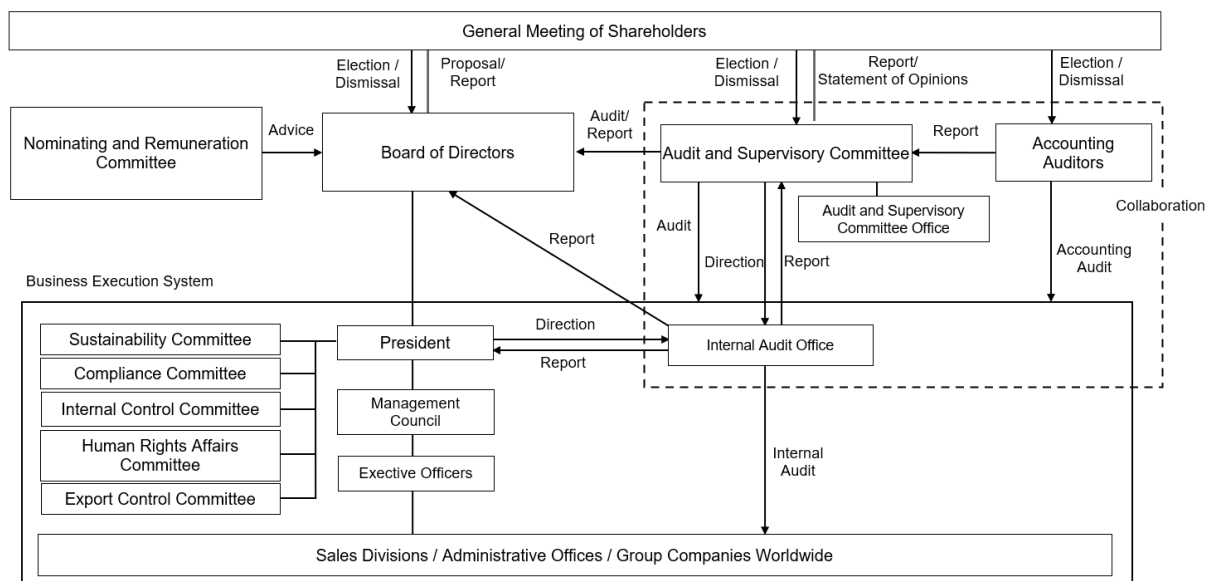 General Meeting of Shareholders
Election /
Dismissal
Proposal/
Report
Election /
Dismissal
Report/
Statement of Opinions
Election /
Dismissal
Nominating and Remuneration
Committee
Advice
Board of Directors
Audit/
Report
Audit and Supervisory Committee
Report
Accounting
Auditors
Collaboration
Audit and Supervisory
Committee Office
Audit
Direction
Report
Accounting
Audit
Report
Business Execution System
Sustainability Committee
Compliance Committee
Internal Control Committee
Human Rights Affairs
Committee
Export Control Committee
President
Direction
Report
Internal Audit Office
Management
Council
Exective Officers
Internal
Audit
Sales Divisions / Administrative Offices / Group Companies Worldwide